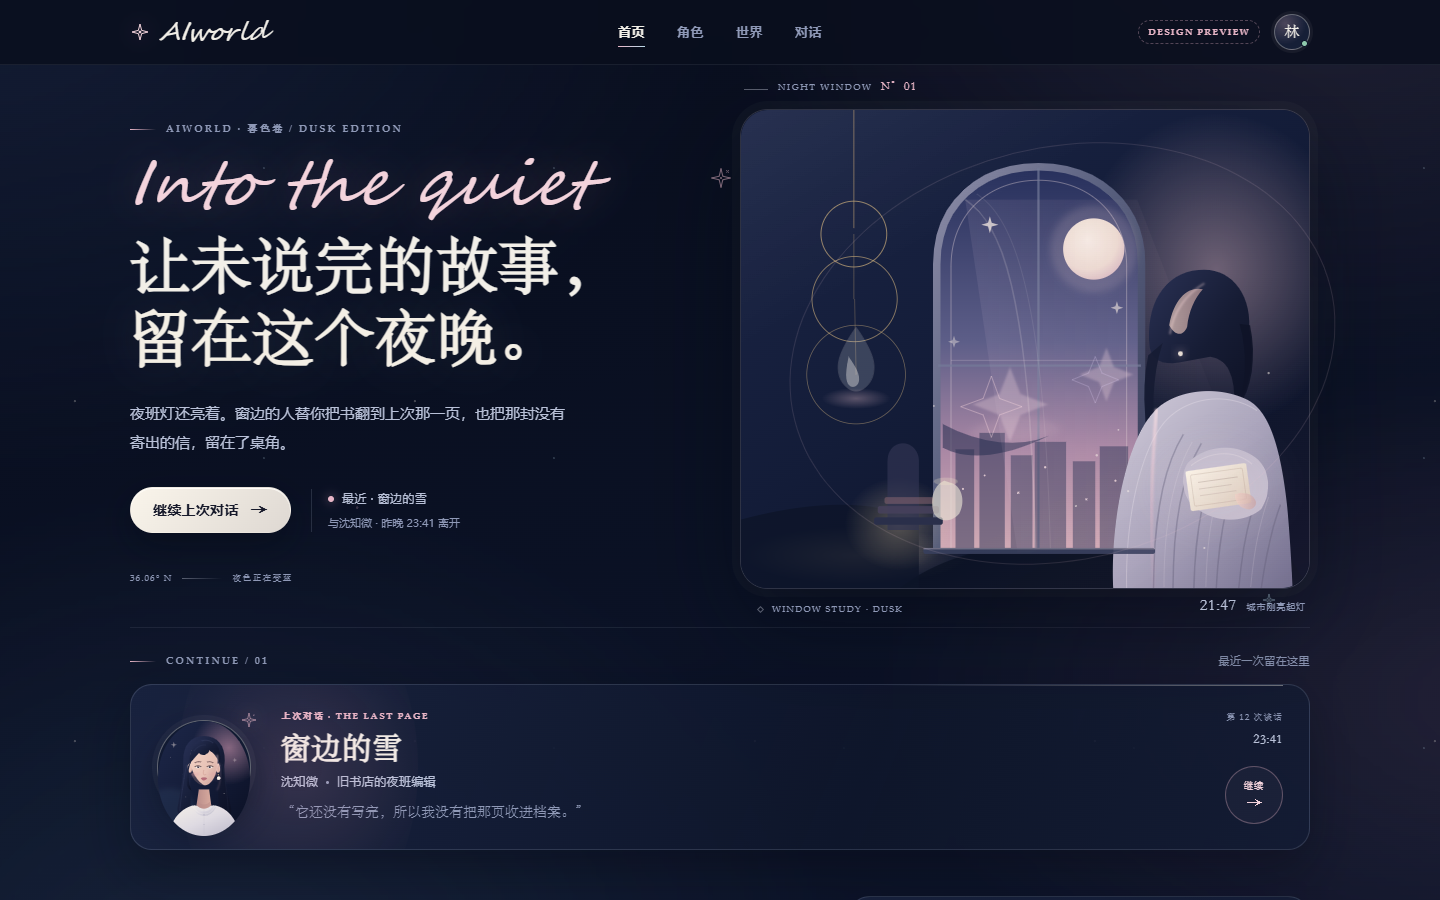 AIworld
首页 角色 世界 对话
DESIGN PREVIEW 林
NIGHT WINDOW N° 01
AIWORLD · 暮色卷 / DUSK EDITION
Into the quiet
让未说完的故事，
留在这个夜晚。
夜班灯还亮着。窗边的人替你把书翻到上次那一页，也把那封没有
寄出的信，留在了桌角。
继续上次对话 →
最近 · 窗边的雪
与沈知微 · 昨晚 23:41 离开
36.06° N 夜色正在变蓝
WINDOW STUDY · DUSK
21:47 城市刚亮起灯
CONTINUE / 01
最近一次留在这里
上次对话 · THE LAST PAGE
窗边的雪
沈知微 • 旧书店的夜班编辑
“它还没有写完，所以我没有把那页收进档案。”
第 12 次谈话
23:41
继续
→